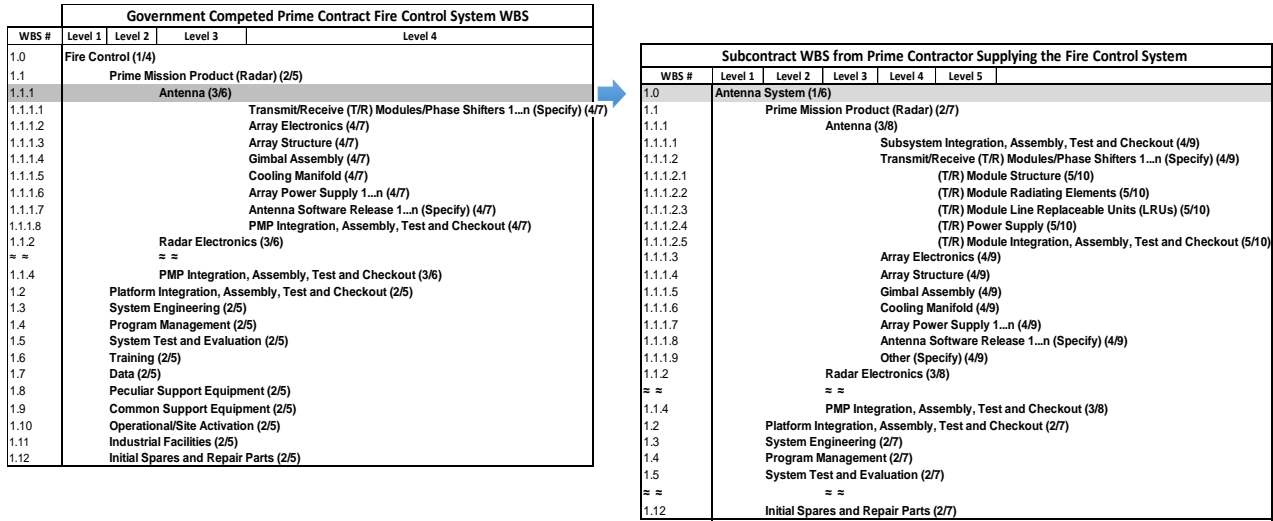 Government Competed Prime Contract Fire Control System WBS
WBS # Level 1 Level 2 Level 3 Level 4
1.0 Fire Control (1/4)
1.1 Prime Mission Product (Radar) (2/5)
1.1.1 Antenna (3/6)
1.1.1.1 Transmit/Receive (T/R) Modules/Phase Shifters 1...n (Specify) (4/7)
1.1.1.2 Array Electronics (4/7)
1.1.1.3 Array Structure (4/7)
1.1.1.4 Gimbal Assembly (4/7)
1.1.1.5 Cooling Manifold (4/7)
1.1.1.6 Array Power Supply 1...n (4/7)
1.1.1.7 Antenna Software Release 1...n (Specify) (4/7)
1.1.1.8 PMP Integration, Assembly, Test and Checkout (4/7)
1.1.2 Radar Electronics (3/6)
≈ ≈ ≈ ≈
1.1.4 PMP Integration, Assembly, Test and Checkout (3/6)
1.2 Platform Integration, Assembly, Test and Checkout (2/5)
1.3 System Engineering (2/5)
1.4 Program Management (2/5)
1.5 System Test and Evaluation (2/5)
1.6 Training (2/5)
1.7 Data (2/5)
1.8 Peculiar Support Equipment (2/5)
1.9 Common Support Equipment (2/5)
1.10 Operational/Site Activation (2/5)
1.11 Industrial Facilities (2/5)
1.12 Initial Spares and Repair Parts (2/5)
Subcontract WBS from Prime Contractor Supplying the Fire Control System
WBS # Level 1 Level 2 Level 3 Level 4 Level 5
1.0 Antenna System (1/6)
1.1 Prime Mission Product (Radar) (2/7)
1.1.1 Antenna (3/8)
1.1.1.1 Subsystem Integration, Assembly, Test and Checkout (4/9)
1.1.1.2 Transmit/Receive (T/R) Modules/Phase Shifters 1...n (Specify) (4/9)
1.1.1.2.1 (T/R) Module Structure (5/10)
1.1.1.2.2 (T/R) Module Radiating Elements (5/10)
1.1.1.2.3 (T/R) Module Line Replaceable Units (LRUs) (5/10)
1.1.1.2.4 (T/R) Power Supply (5/10)
1.1.1.2.5 (T/R) Module Integration, Assembly, Test and Checkout (5/10)
1.1.1.3 Array Electronics (4/9)
1.1.1.4 Array Structure (4/9)
1.1.1.5 Gimbal Assembly (4/9)
1.1.1.6 Cooling Manifold (4/9)
1.1.1.7 Array Power Supply 1...n (4/9)
1.1.1.8 Antenna Software Release 1...n (Specify) (4/9)
1.1.1.9 Other (Specify) (4/9)
1.1.2 Radar Electronics (3/8)
≈ ≈ ≈ ≈
1.1.4 PMP Integration, Assembly, Test and Checkout (3/8)
1.2 Platform Integration, Assembly, Test and Checkout (2/7)
1.3 System Engineering (2/7)
1.4 Program Management (2/7)
1.5 System Test and Evaluation (2/7)
≈ ≈ ≈ ≈
1.12 Initial Spares and Repair Parts (2/7)